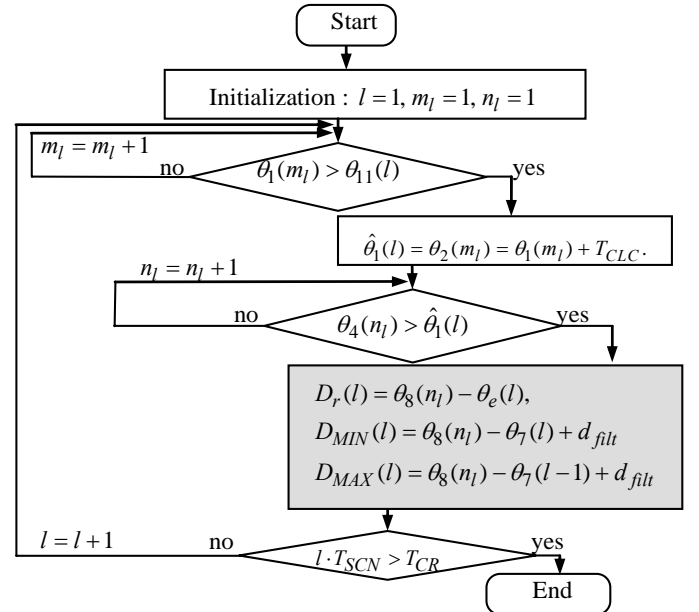 Start
Initialization : l = 1, m_l = 1, n_l = 1
m_l = m_l + 1
no
θ_1(m_l) > θ_11(l)
yes
θ̂_1(l) = θ_2(m_l) = θ_1(m_l) + T_CLC.
n_l = n_l + 1
no
θ_4(n_l) > θ̂_1(l)
yes
D_r(l) = θ_8(n_l) − θ_e(l),
D_MIN(l) = θ_8(n_l) − θ_7(l) + d_filt
D_MAX(l) = θ_8(n_l) − θ_7(l−1) + d_filt
l = l + 1
no
l · T_SCN > T_CR
yes
End